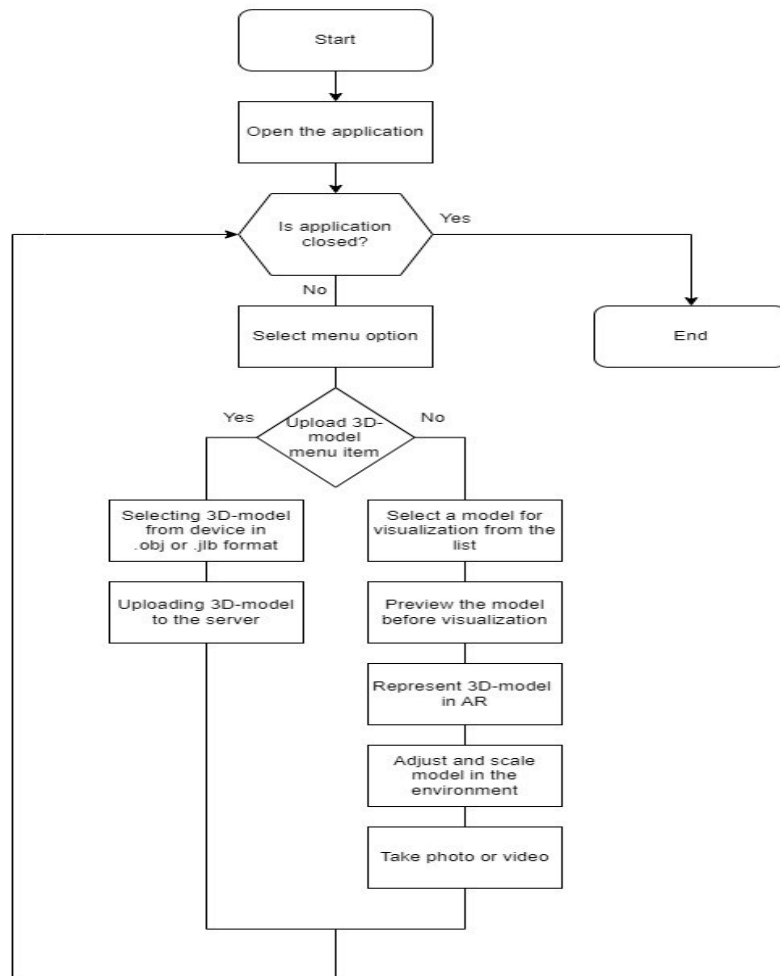 Start
Open the application
Is application
closed?
Yes
No
Select menu option
End
Yes
Upload 3D-
model
menu item
No
Selecting 3D-model
from device in
.obj or .jlb format
Select a model for
visualization from the
list
Uploading 3D-model
to the server
Preview the model
before visualization
Represent 3D-model
in AR
Adjust and scale
model in the
environment
Take photo or video